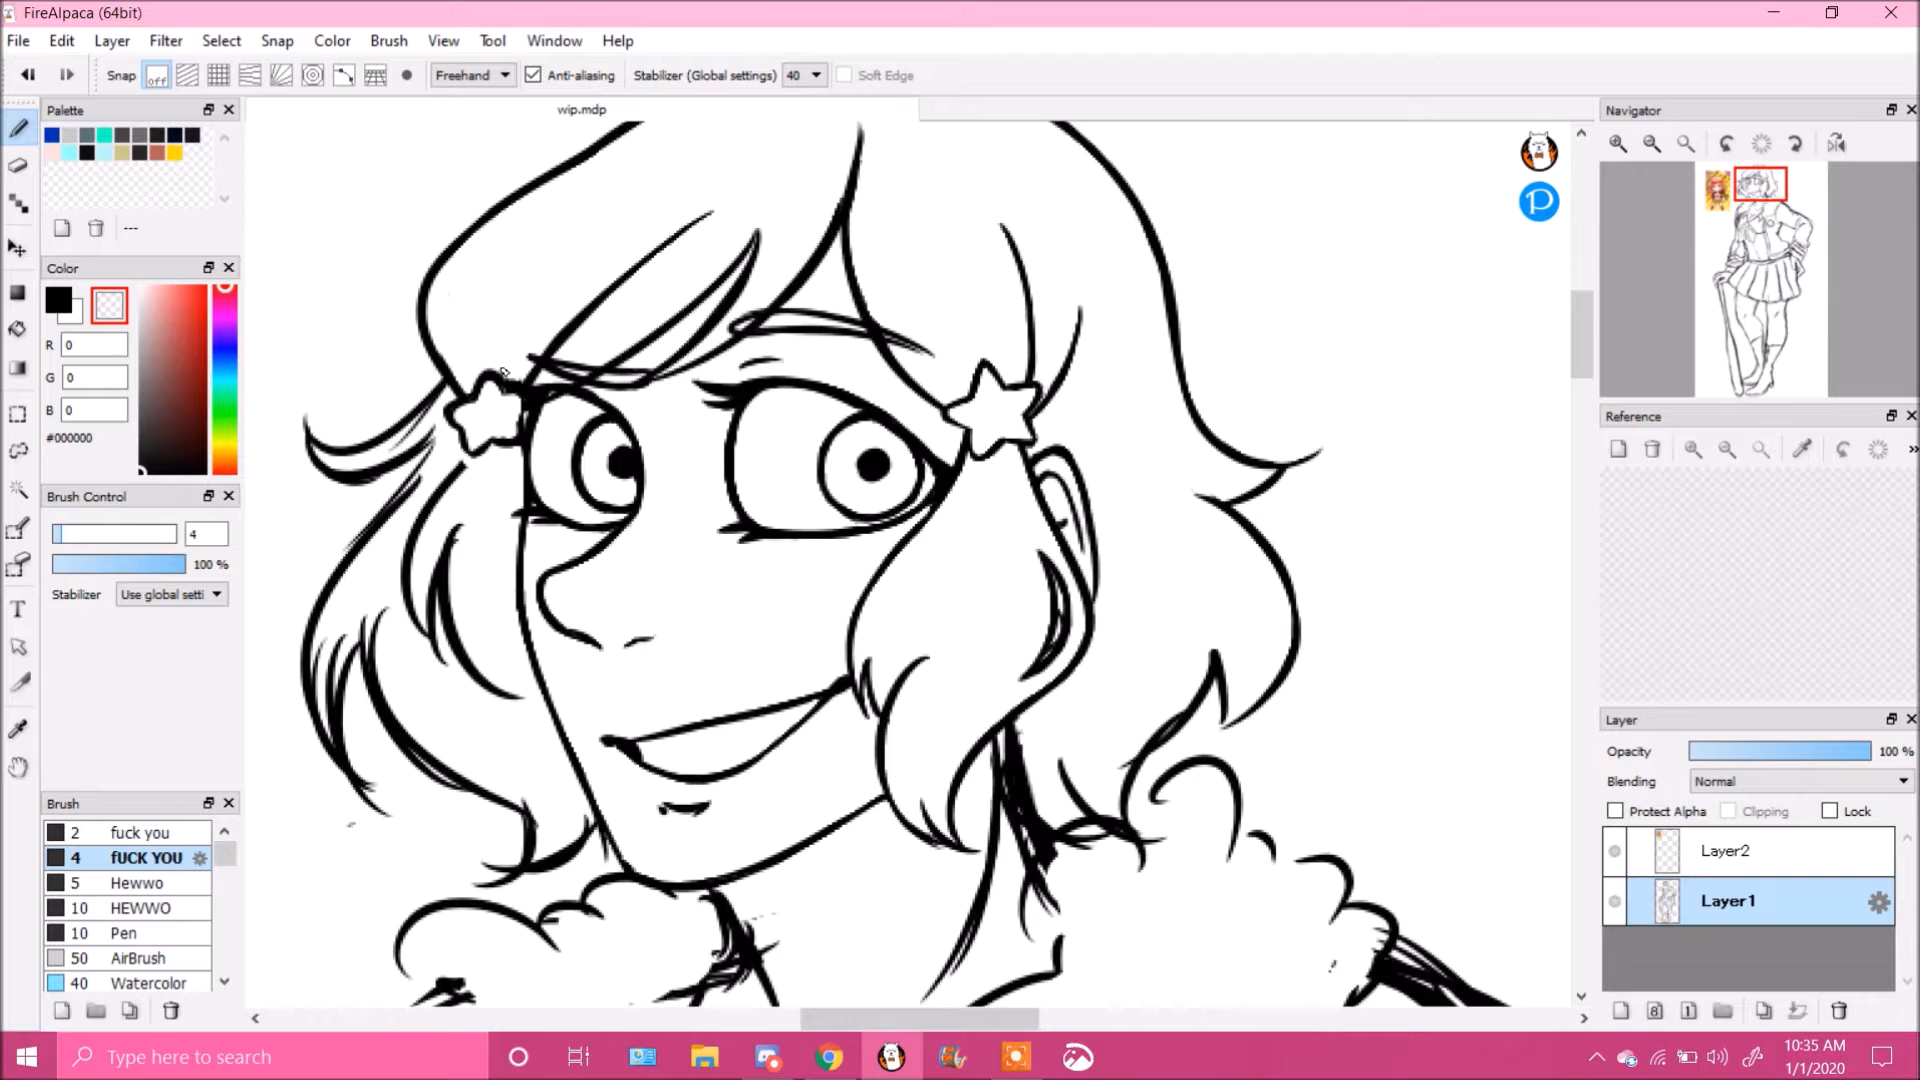 FireAlpaca (64bit)
File Edit Layer Filter Select Snap Color Brush View Tool Window Help
Snap off Freehand Anti-aliasing Stabilizer (Global settings) 40 Soft Edge
Palette
wip.mdp
Navigator
---
Color
R 0
G 0
B 0
#000000
Reference
Brush Control
4
100 %
Stabilizer Use global setti
Layer
Opacity 100 %
Blending Normal
Protect Alpha Clipping Lock
Layer2
Layer1
Brush
2 fuck you
4 fUCK YOU
5 Hewwo
10 HEWWO
10 Pen
50 AirBrush
40 Watercolor
Type here to search
10:35 AM
1/1/2020